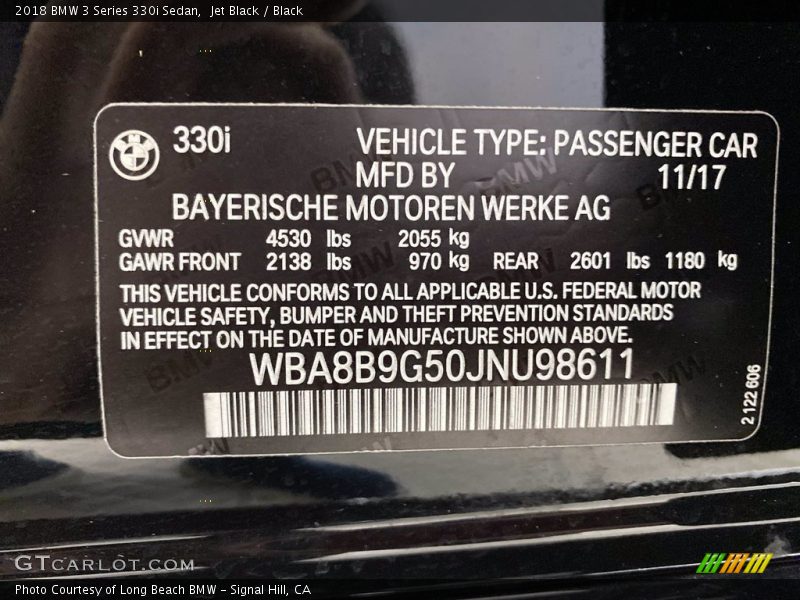 2018 BMW 3 Series 330i Sedan, Jet Black / Black
330i VEHICLE TYPE: PASSENGER CAR
MFD BY 11/17
BAYERISCHE MOTOREN WERKE AG
GVWR 4530 lbs 2055 kg
GAWR FRONT 2138 lbs 970 kg REAR 2601 lbs 1180 kg
THIS VEHICLE CONFORMS TO ALL APPLICABLE U.S. FEDERAL MOTOR
VEHICLE SAFETY, BUMPER AND THEFT PREVENTION STANDARDS
IN EFFECT ON THE DATE OF MANUFACTURE SHOWN ABOVE.
WBA8B9G50JNU98611
2 122 606
GTCARLOT.COM
Photo Courtesy of Long Beach BMW - Signal Hill, CA